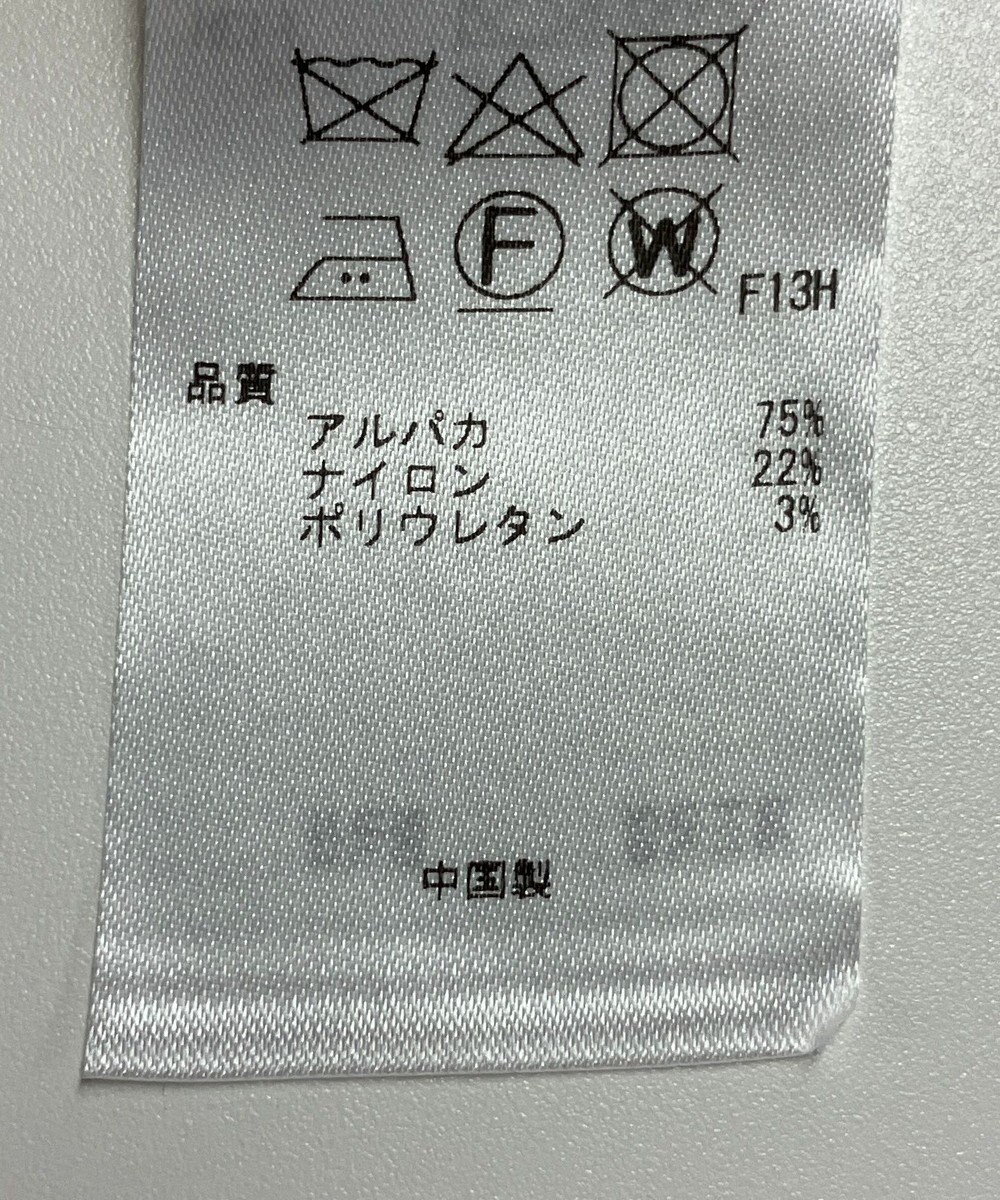 F W F13H
品質
アルパカ 75%
ナイロン 22%
ポリウレタン 3%
中国製